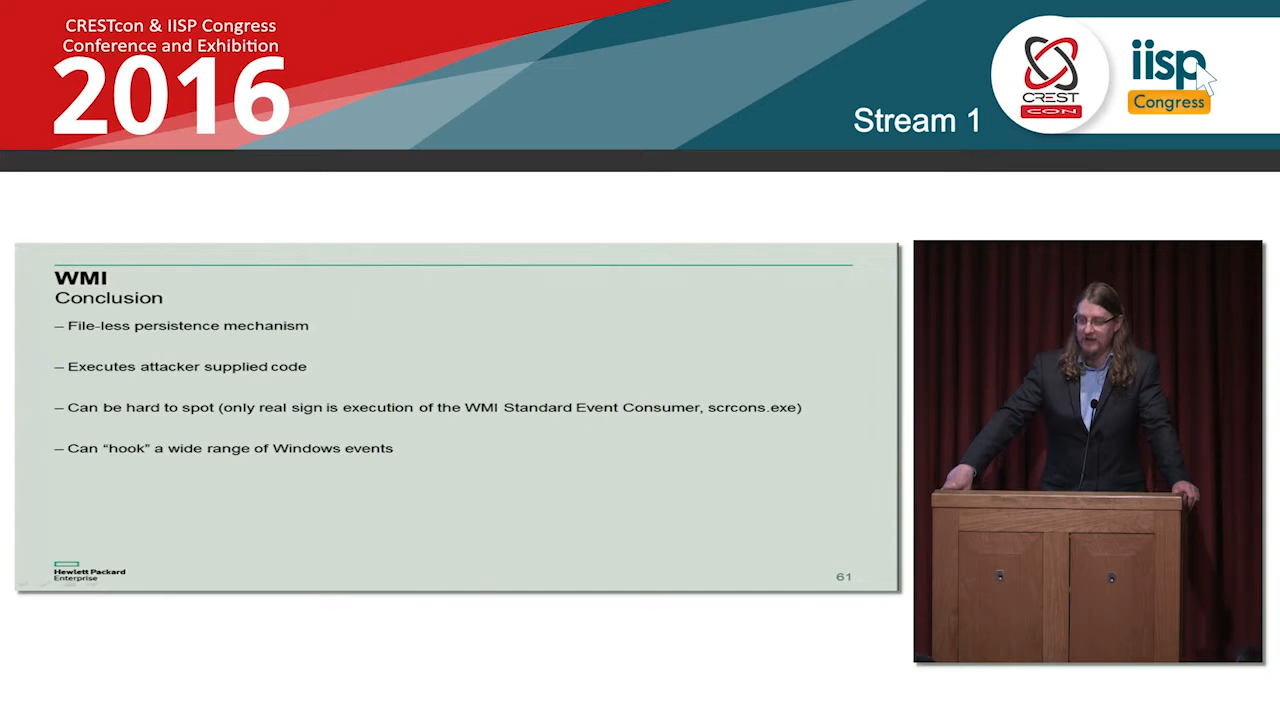 CRESTcon & IISP Congress
Conference and Exhibition
2016
Stream 1
CREST
CON
iisp
Congress
WMI
Conclusion
– File-less persistence mechanism
– Executes attacker supplied code
– Can be hard to spot (only real sign is execution of the WMI Standard Event Consumer, scrcons.exe)
– Can “hook” a wide range of Windows events
Hewlett Packard
Enterprise
61